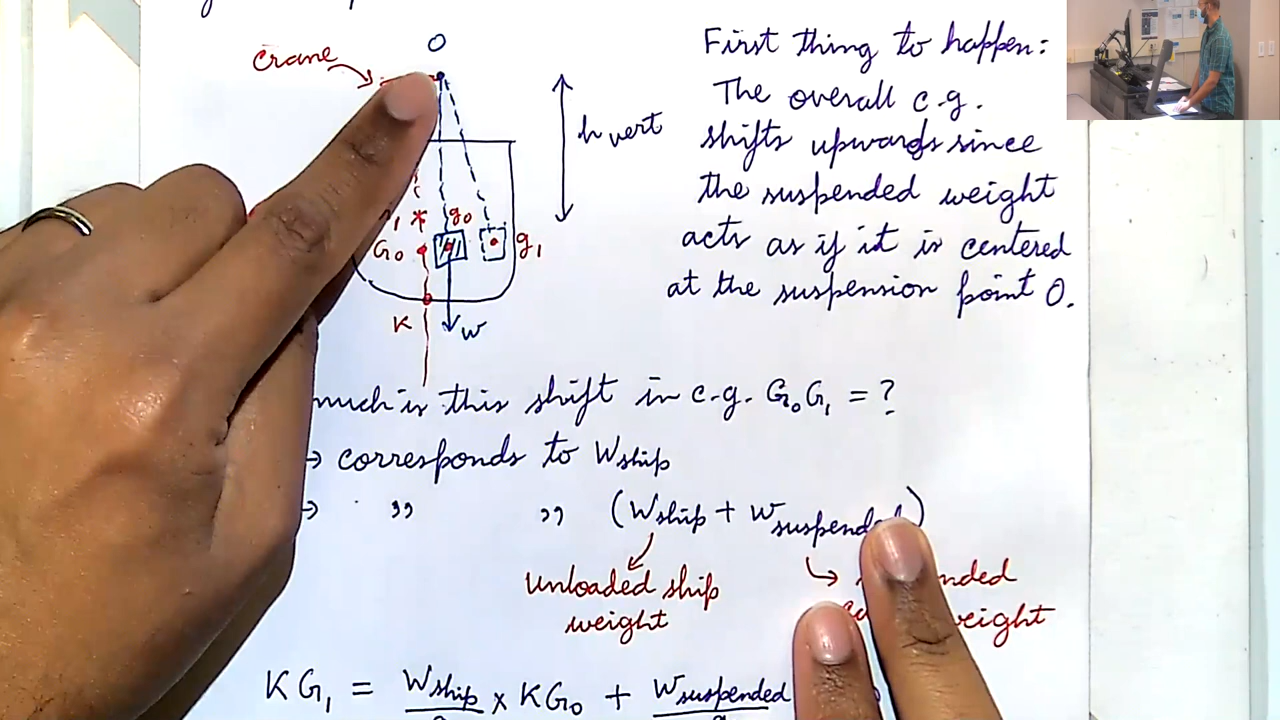 O
Crane
h vert
g₀
G₀
g₁
K
W
First thing to happen:
The overall c.g.
shifts upwards since
the suspended weight
acts as if it is centered
at the suspension point O.
much is this shift in c.g. G₀G₁ = ?
→ corresponds to Wship
→ ,, ,, (Wship + Wsuspended)
Unloaded ship
weight
KG₁ = Wship × KG₀ + Wsuspended